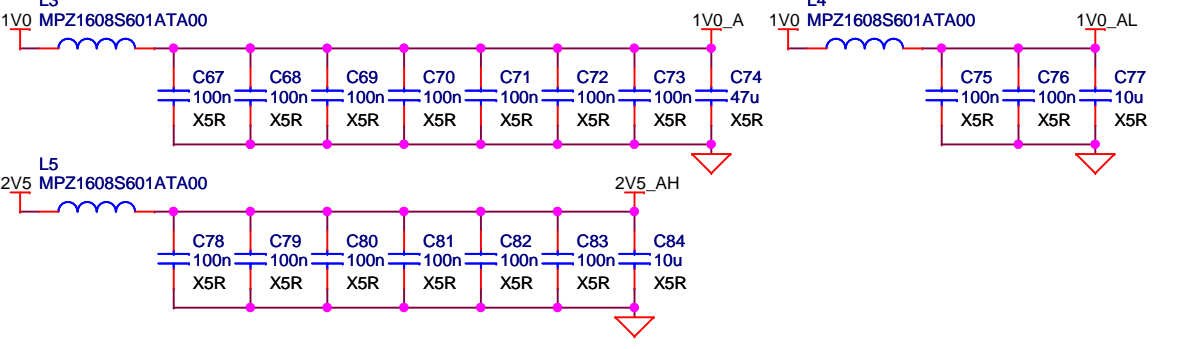 L3 L4
1V0 MPZ1608S601ATA00 1V0_A 1V0 MPZ1608S601ATA00 1V0_AL
C67 C68 C69 C70 C71 C72 C73 C74 C75 C76 C77
100n 100n 100n 100n 100n 100n 100n 47u 100n 100n 10u
X5R X5R X5R X5R X5R X5R X5R X5R X5R X5R X5R
L5
2V5 MPZ1608S601ATA00 2V5_AH
C78 C79 C80 C81 C82 C83 C84
100n 100n 100n 100n 100n 100n 10u
X5R X5R X5R X5R X5R X5R X5R